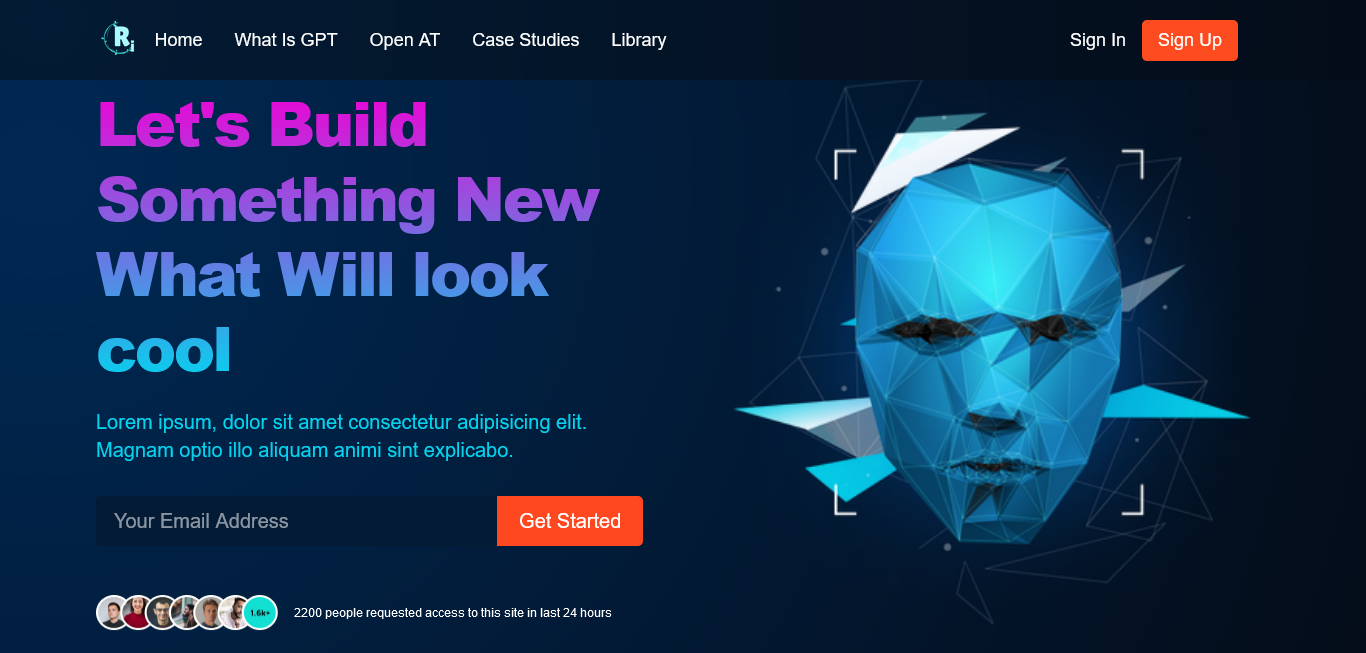 Ri
Home
What Is GPT
Open AT
Case Studies
Library
Sign In
Sign Up
Let's Build
Something New
What Will look
cool
Lorem ipsum, dolor sit amet consectetur adipisicing elit.
Magnam optio illo aliquam animi sint explicabo.
Your Email Address
Get Started
1.6k+
2200 people requested access to this site in last 24 hours